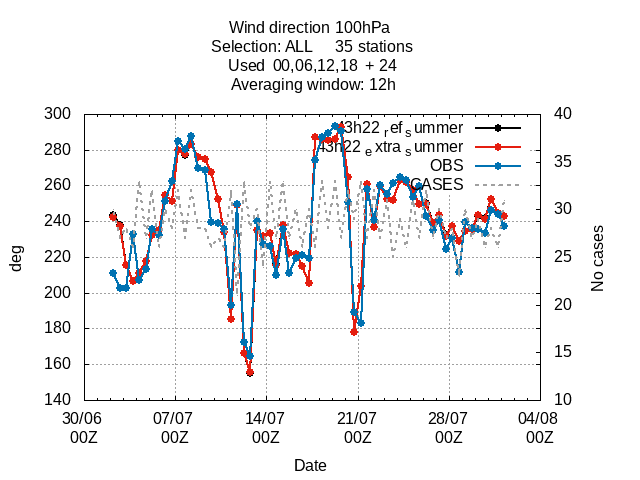 Wind direction 100hPa
Selection: ALL 35 stations
Used 00,06,12,18 + 24
Averaging window: 12h
43h22 ref summer
43h22 extra summer
OBS
CASES
deg
No cases
300
280
260
240
220
200
180
160
140
40
35
30
25
20
15
10
30/06 07/07 14/07 21/07 28/07 04/08
00Z 00Z 00Z 00Z 00Z 00Z
Date